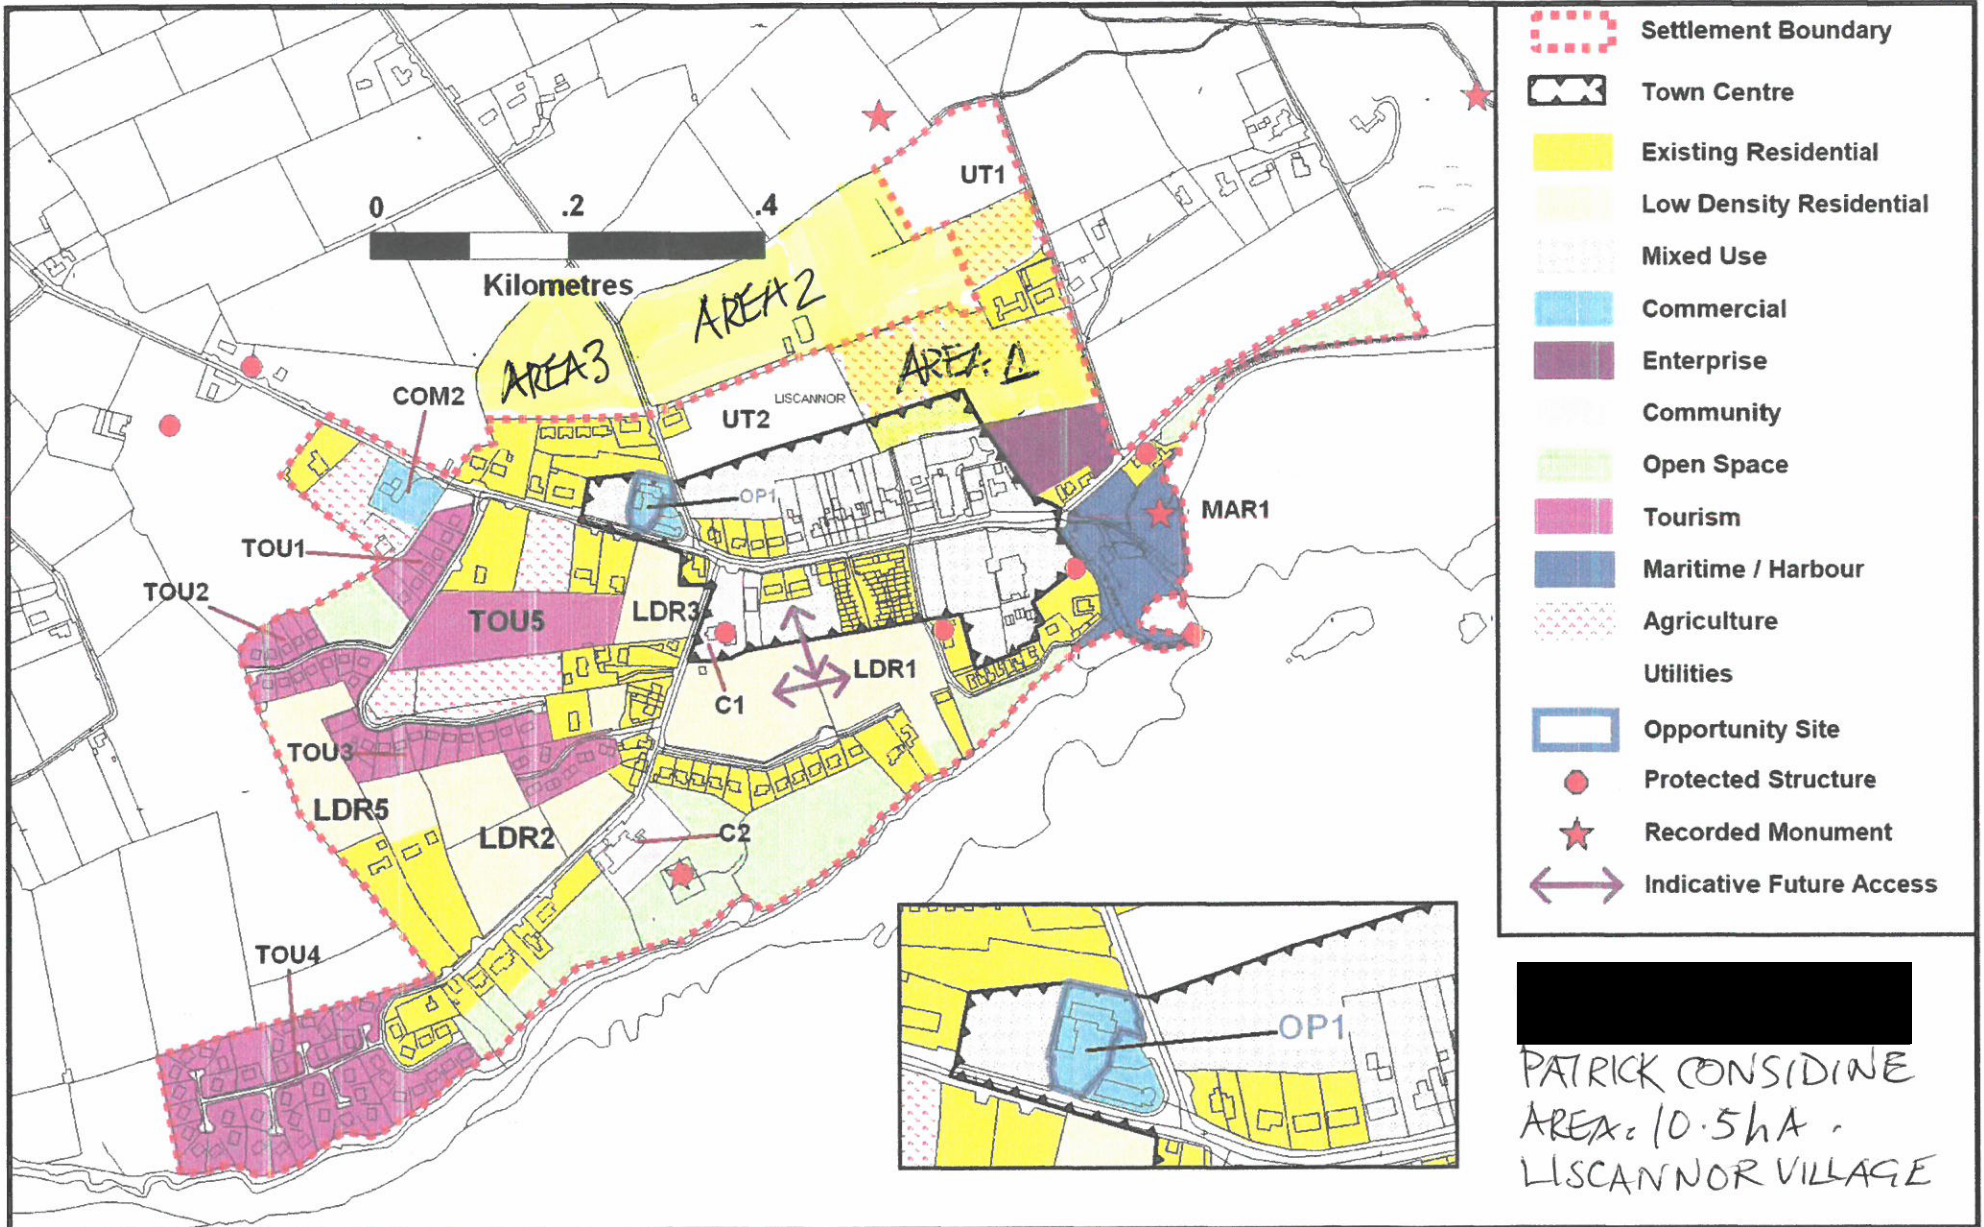 UT1
0 .2 .4
Kilometres
AREA 2
AREA 3
AREA: 1
COM2
LISCANNOR
UT2
OP1
MAR1
TOU1
TOU2
TOU5
LDR3
LDR1
C1
TOU3
LDR5
LDR2
C2
TOU4
OP1
Settlement Boundary
Town Centre
Existing Residential
Low Density Residential
Mixed Use
Commercial
Enterprise
Community
Open Space
Tourism
Maritime / Harbour
Agriculture
Utilities
Opportunity Site
Protected Structure
Recorded Monument
Indicative Future Access
PATRICK CONSIDINE
AREA: 10.5hA.
LISCANNOR VILLAGE